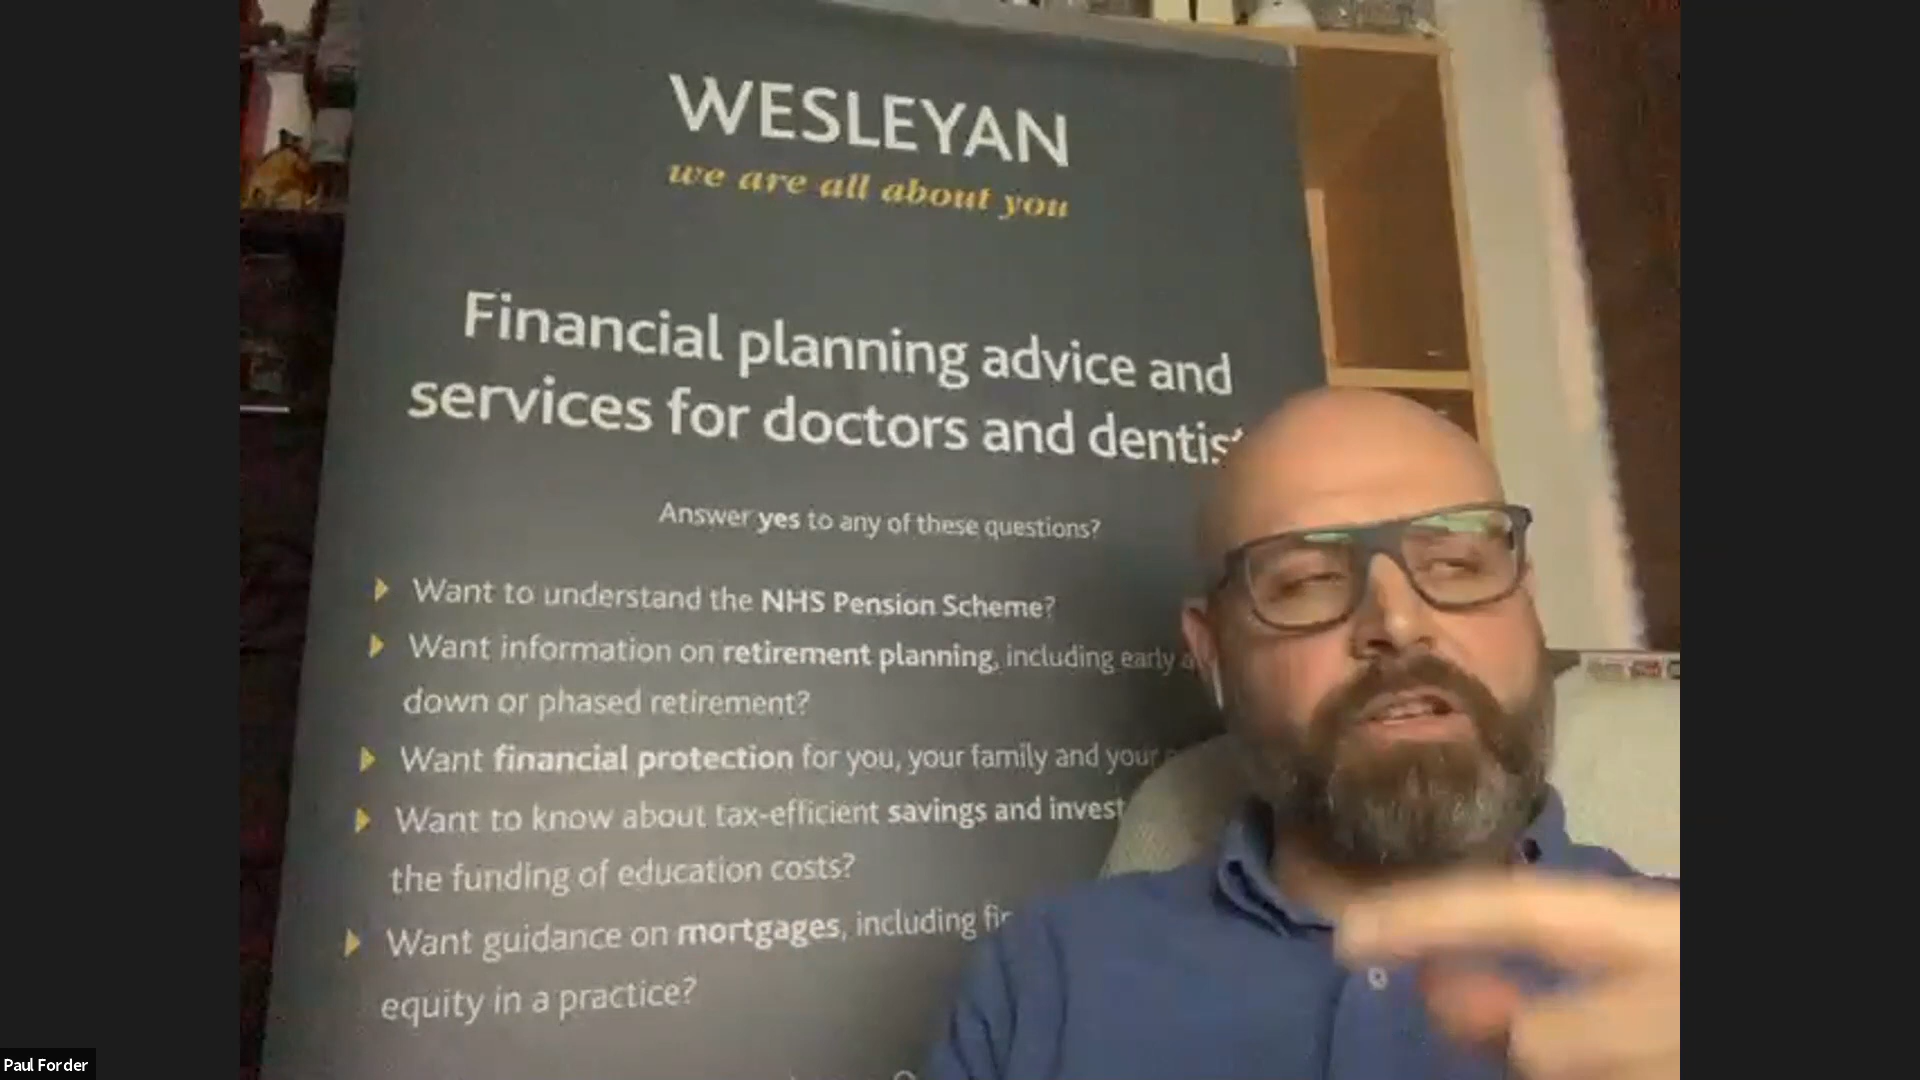 WESLEYAN
we are all about you
Financial planning advice and
services for doctors and
Answer yes to any of these questions?
Want to understand the NHS Pension Scheme?
Want information on retirement planning, including early
down or phased retirement?
Want financial protection for you, your family and your
Want to know about tax-efficient savings and
the funding of education costs?
Want guidance on mortgages, including
equity in a practice?
Paul Forder